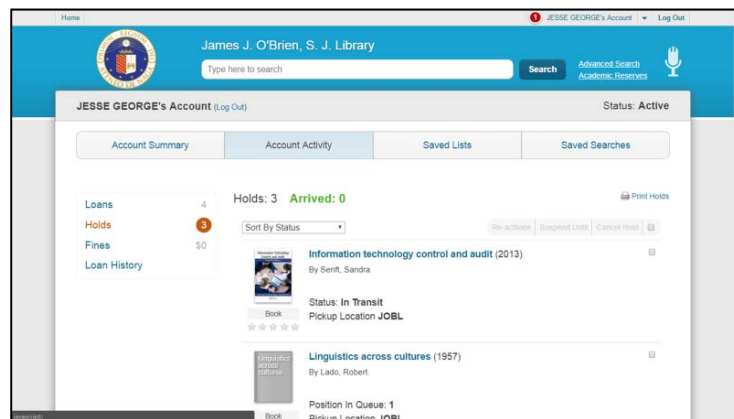 Home
1 JESSE GEORGE's Account Log Out
James J. O'Brien, S. J. Library
Type here to search
Search
Advanced Search
Academic Reserves
JESSE GEORGE's Account (Log Out)
Status: Active
Account Summary
Account Activity
Saved Lists
Saved Searches
Loans 4
Holds 3
Fines $0
Loan History
Holds: 3 Arrived: 0
Print Holds
Sort By Status
Re-activate Suspend Until Cancel Hold
Information technology control and audit (2013)
By Senft, Sandra
Status: In Transit
Pickup Location JOBL
Book
Linguistics across cultures
Linguistics across cultures (1957)
By Lado, Robert.
Position In Queue: 1
Pickup Location JOBL
Book